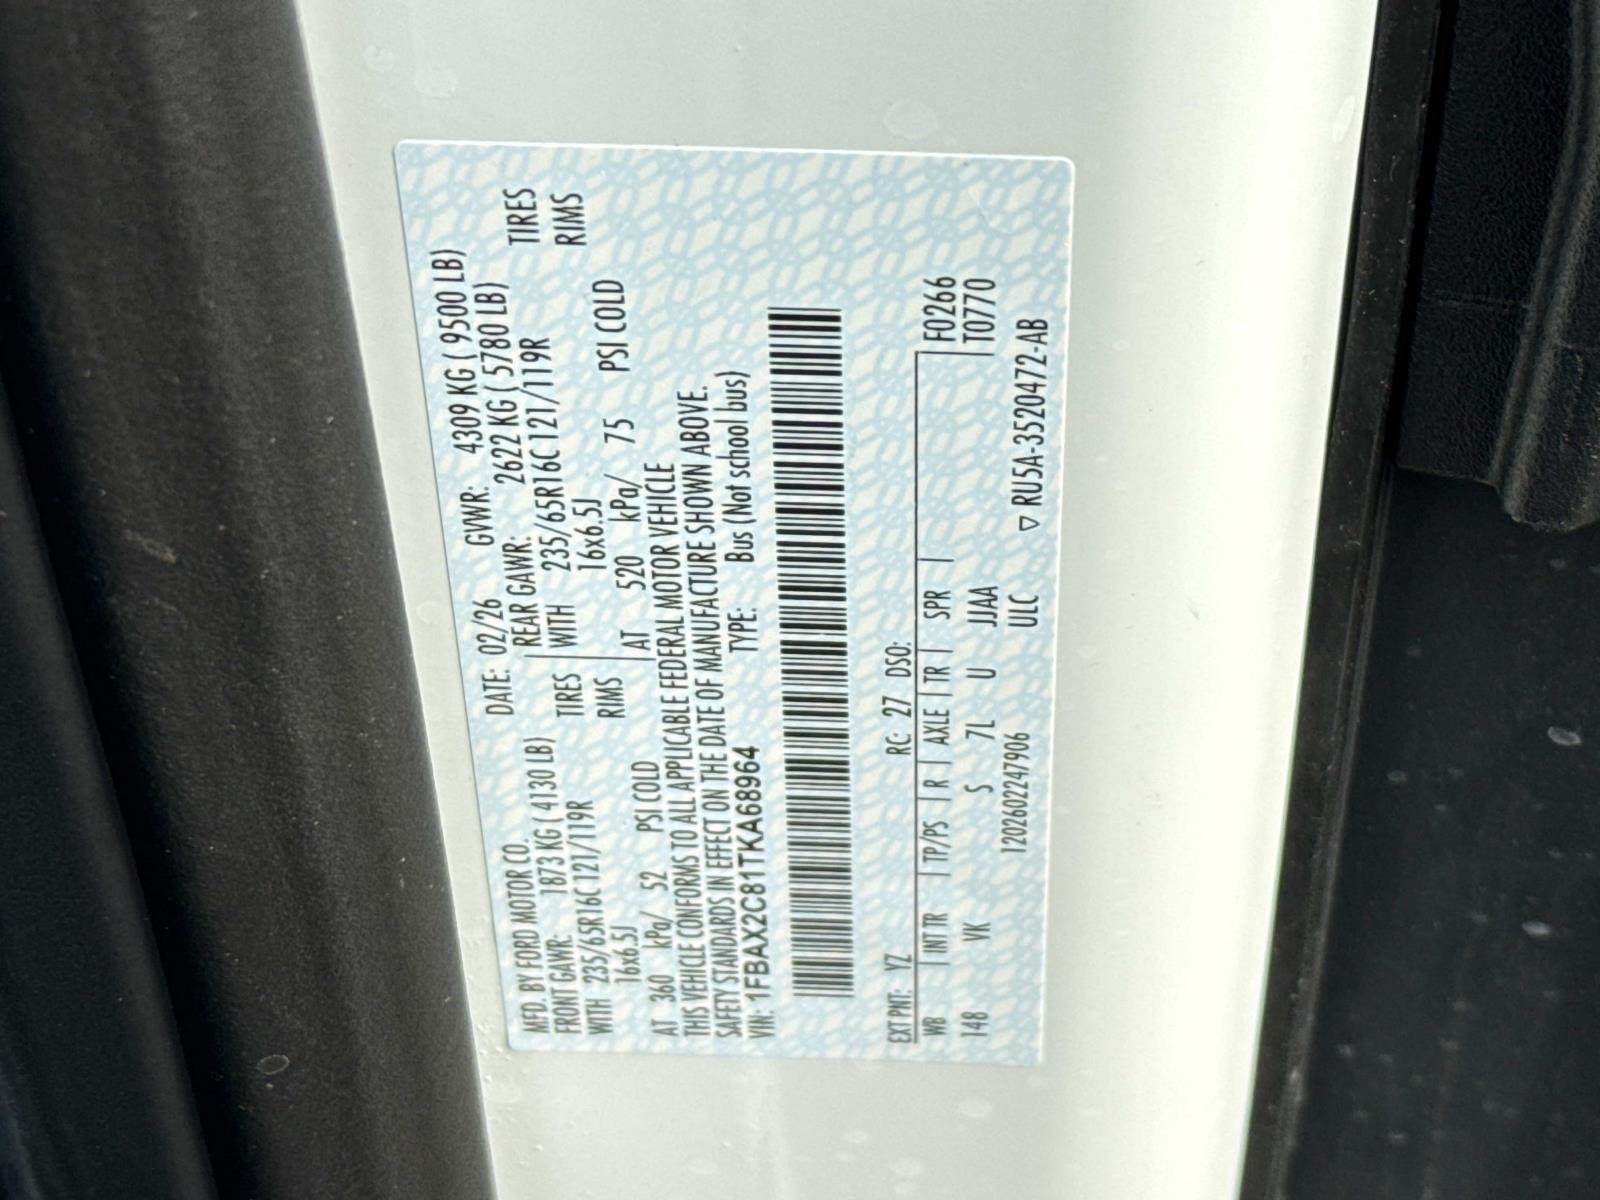 MFD. BY FORD MOTOR CO. DATE: 02/26 GVWR: 4309 KG ( 9500 LB)
FRONT GAWR: 1873 KG ( 4130 LB) REAR GAWR: 2622 KG ( 5780 LB)
WITH 235/65R16C 121/119R TIRES WITH 235/65R16C 121/119R TIRES
16x6.5J RIMS 16x6.5J RIMS
AT 360 kPa/ 52 PSI COLD AT 520 kPa/ 75 PSI COLD
THIS VEHICLE CONFORMS TO ALL APPLICABLE FEDERAL MOTOR VEHICLE
SAFETY STANDARDS IN EFFECT ON THE DATE OF MANUFACTURE SHOWN ABOVE.
VIN: 1FBAX2C81TKA68964 TYPE: Bus (Not school bus)
EXT PNT: YZ RC: 27 DSO: F0266
WB | INT TR | TP/PS | R | AXLE | TR | SPR | T0770
148 VK S 7L U JJAA
120260224790​6 ULC ▽ RU5A-3520472-AB